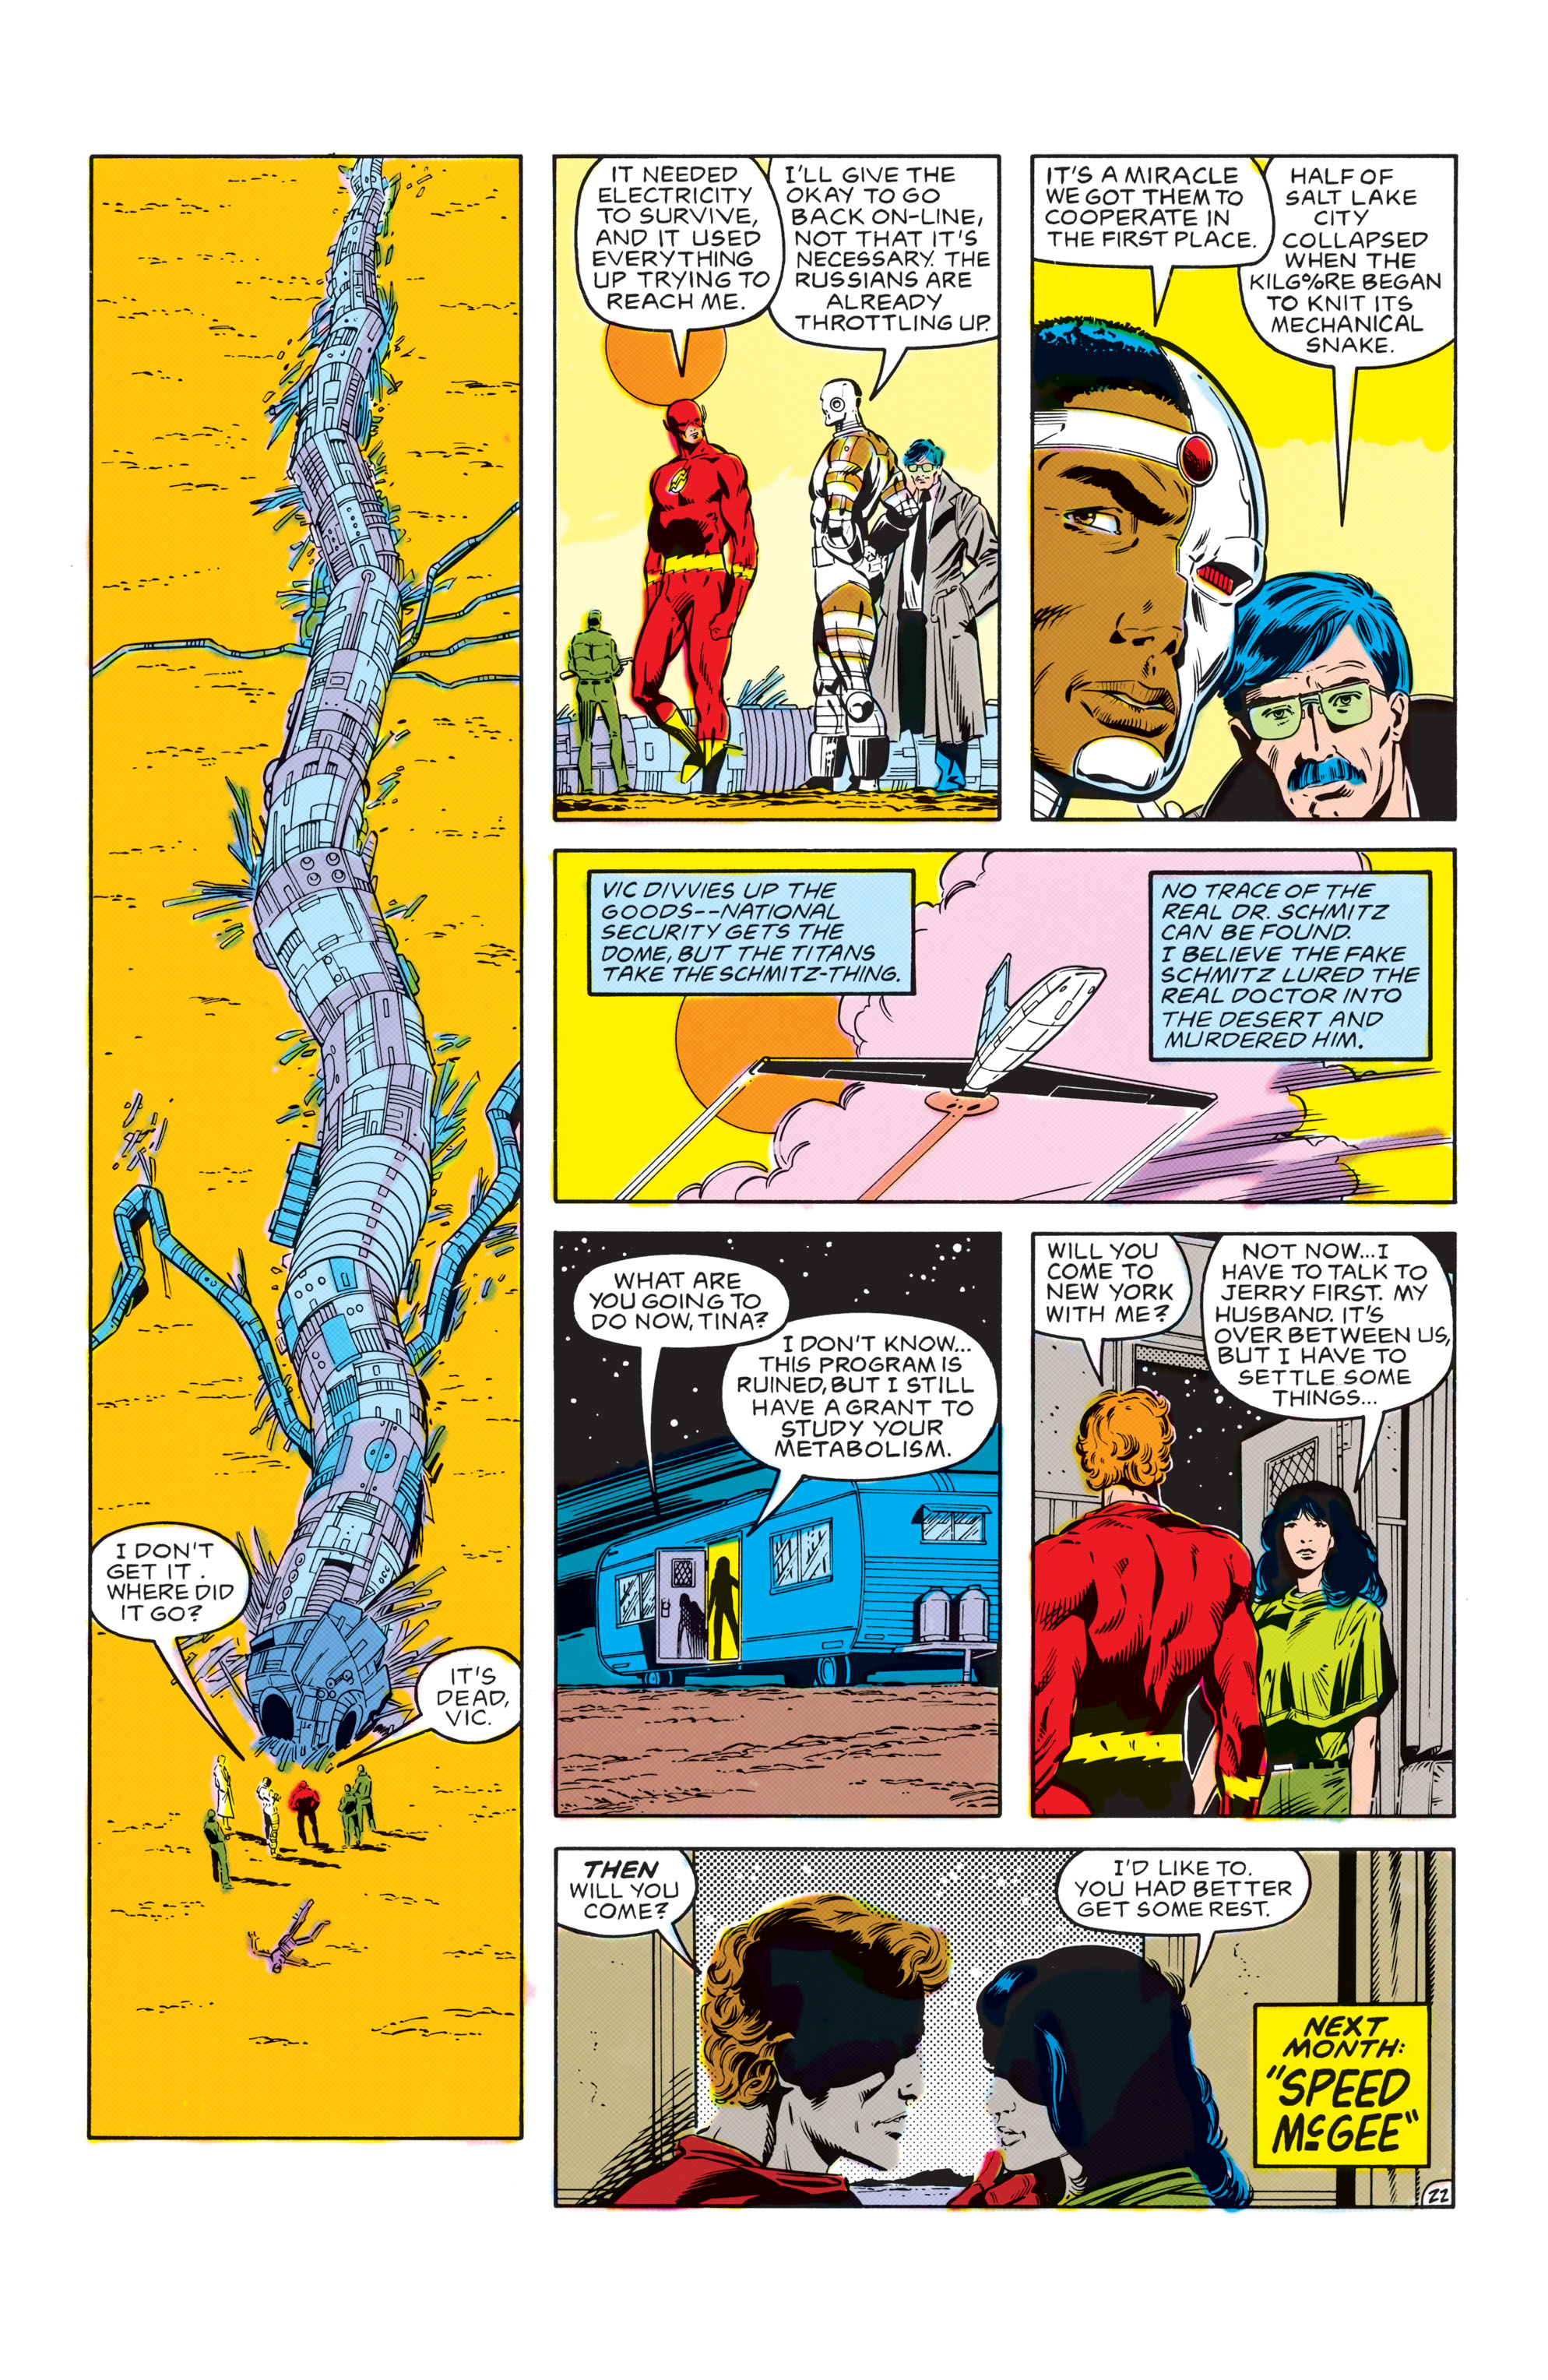 I DON'T
GET IT.
WHERE DID
IT GO?
IT'S
DEAD,
VIC.
IT NEEDED
ELECTRICITY
TO SURVIVE,
AND IT USED
EVERYTHING
UP TRYING TO
REACH ME.
I'LL GIVE THE
OKAY TO GO
BACK ON-LINE,
NOT THAT IT'S
NECESSARY. THE
RUSSIANS ARE
ALREADY
THROTTLING UP.
IT'S A MIRACLE
WE GOT THEM TO
COOPERATE IN
THE FIRST PLACE.
HALF OF
SALT LAKE
CITY
COLLAPSED
WHEN THE
KILG%RE BEGAN
TO KNIT ITS
MECHANICAL
SNAKE.
VIC DIVVIES UP THE
GOODS--NATIONAL
SECURITY GETS THE
DOME, BUT THE TITANS
TAKE THE SCHMITZ-THING.
NO TRACE OF THE
REAL DR. SCHMITZ
CAN BE FOUND.
I BELIEVE THE FAKE
SCHMITZ LURED THE
REAL DOCTOR INTO
THE DESERT AND
MURDERED HIM.
WHAT ARE
YOU GOING TO
DO NOW, TINA?
I DON'T KNOW...
THIS PROGRAM IS
RUINED, BUT I STILL
HAVE A GRANT TO
STUDY YOUR
METABOLISM.
WILL YOU
COME TO
NEW YORK
WITH ME?
NOT NOW...I
HAVE TO TALK TO
JERRY FIRST. MY
HUSBAND. IT'S
OVER BETWEEN US,
BUT I HAVE TO
SETTLE SOME
THINGS...
THEN
WILL YOU
COME?
I'D LIKE TO.
YOU HAD BETTER
GET SOME REST.
NEXT
MONTH:
"SPEED
McGEE"
22